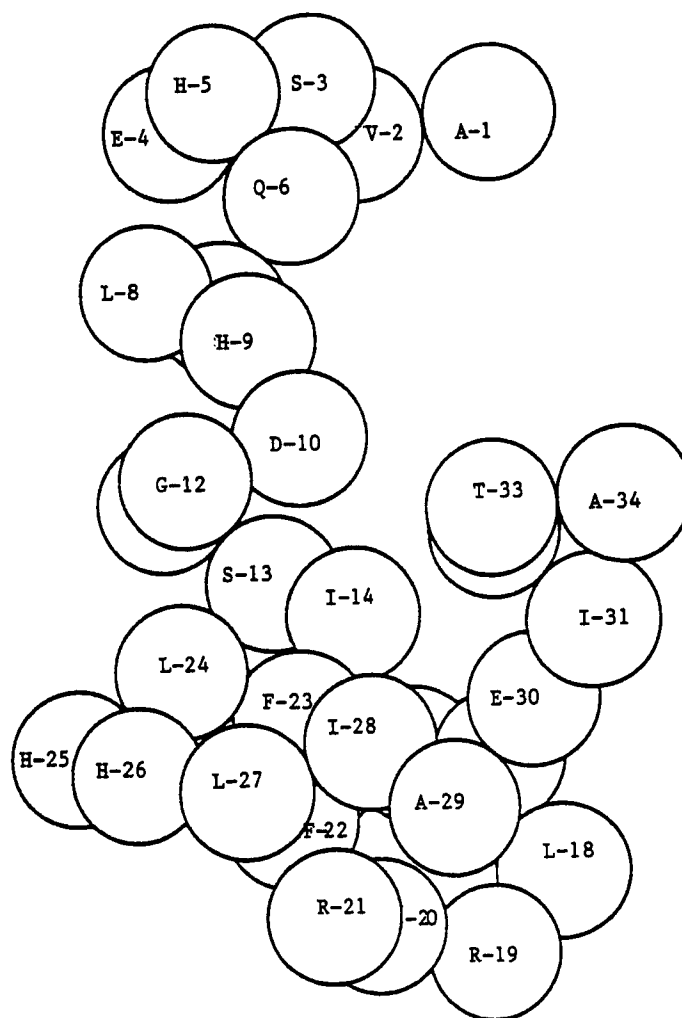 H-5
S-3
E-4
V-2
A-1
Q-6
L-8
H-9
D-10
G-12
T-33
A-34
S-13
I-14
I-31
L-24
F-23
E-30
I-28
H-25
H-26
L-27
A-29
F-22
L-18
R-21
-20
R-19